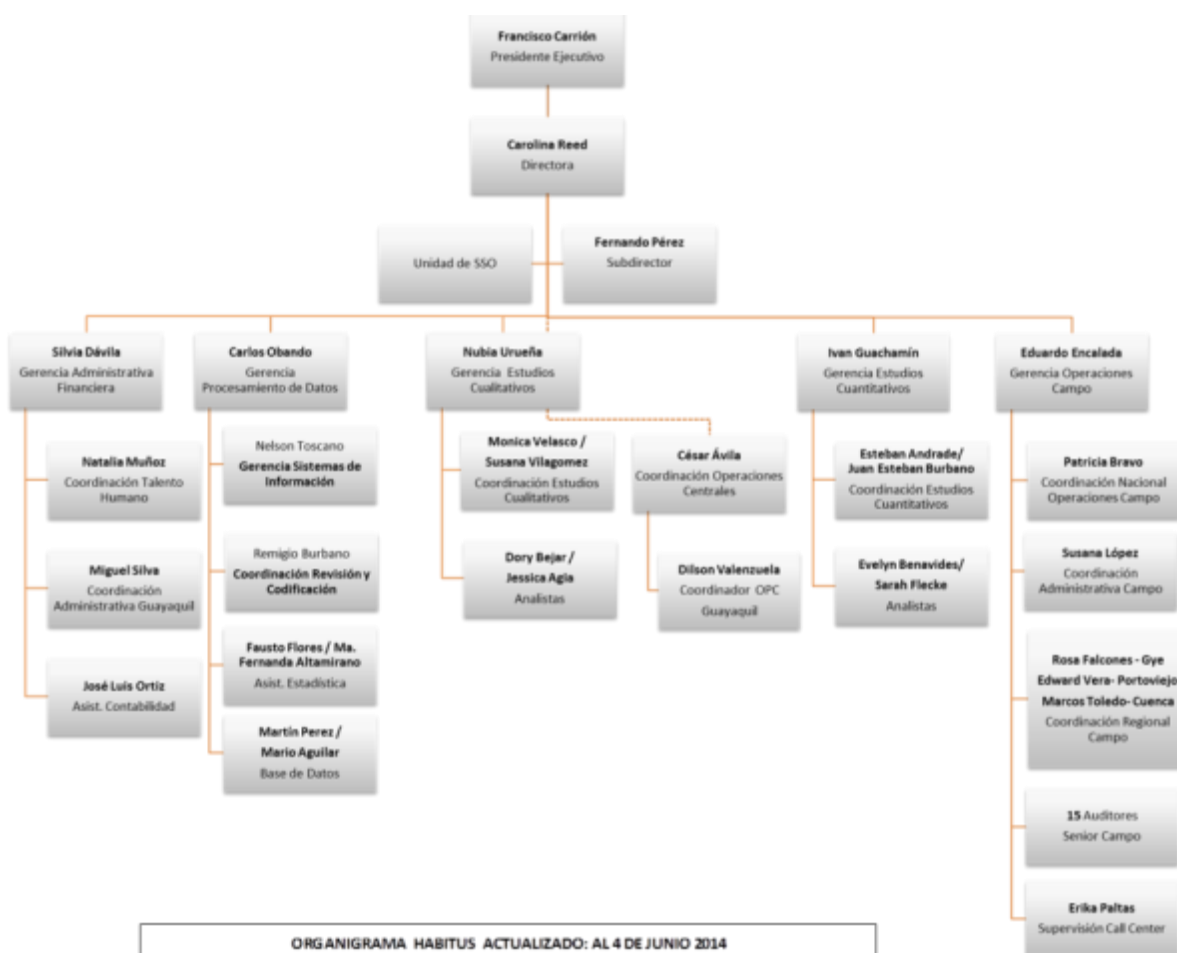 Francisco Carrión
Presidente Ejecutivo
Carolina Reed
Directora
Unidad de SSO
Fernando Pérez
Subdirector
Silvia Dávila
Gerencia Administrativa
Financiera
Carlos Obando
Gerencia
Procesamiento de Datos
Nubia Urueña
Gerencia Estudios
Cualitativos
Ivan Guachamín
Gerencia Estudios
Cuantitativos
Eduardo Encalada
Gerencia Operaciones
Campo
Natalia Muñoz
Coordinación Talento
Humano
Miguel Silva
Coordinación
Administrativa Guayaquil
José Luis Ortiz
Asist. Contabilidad
Nelson Toscano
Gerencia Sistemas de
Información
Remigio Burbano
Coordinación Revisión y
Codificación
Fausto Flores / Ma.
Fernanda Altamirano
Asist. Estadística
Martín Perez /
Mario Aguilar
Base de Datos
Monica Velasco /
Susana Vilagomez
Coordinación Estudios
Cualitativos
Dory Bejar /
Jessica Agla
Analistas
César Ávila
Coordinación Operaciones
Centrales
Dilson Valenzuela
Coordinador OPC
Guayaquil
Esteban Andrade/
Juan Esteban Burbano
Coordinación Estudios
Cuantitativos
Evelyn Benavides/
Sarah Flecke
Analistas
Patricia Bravo
Coordinación Nacional
Operaciones Campo
Susana López
Coordinación
Administrativa Campo
Rosa Falcones - Gye
Edward Vera- Portoviejo
Marcos Toledo- Cuenca
Coordinación Regional
Campo
15 Auditores
Senior Campo
Erika Paltas
Supervisión Call Center
ORGANIGRAMA HABITUS ACTUALIZADO: AL 4 DE JUNIO 2014